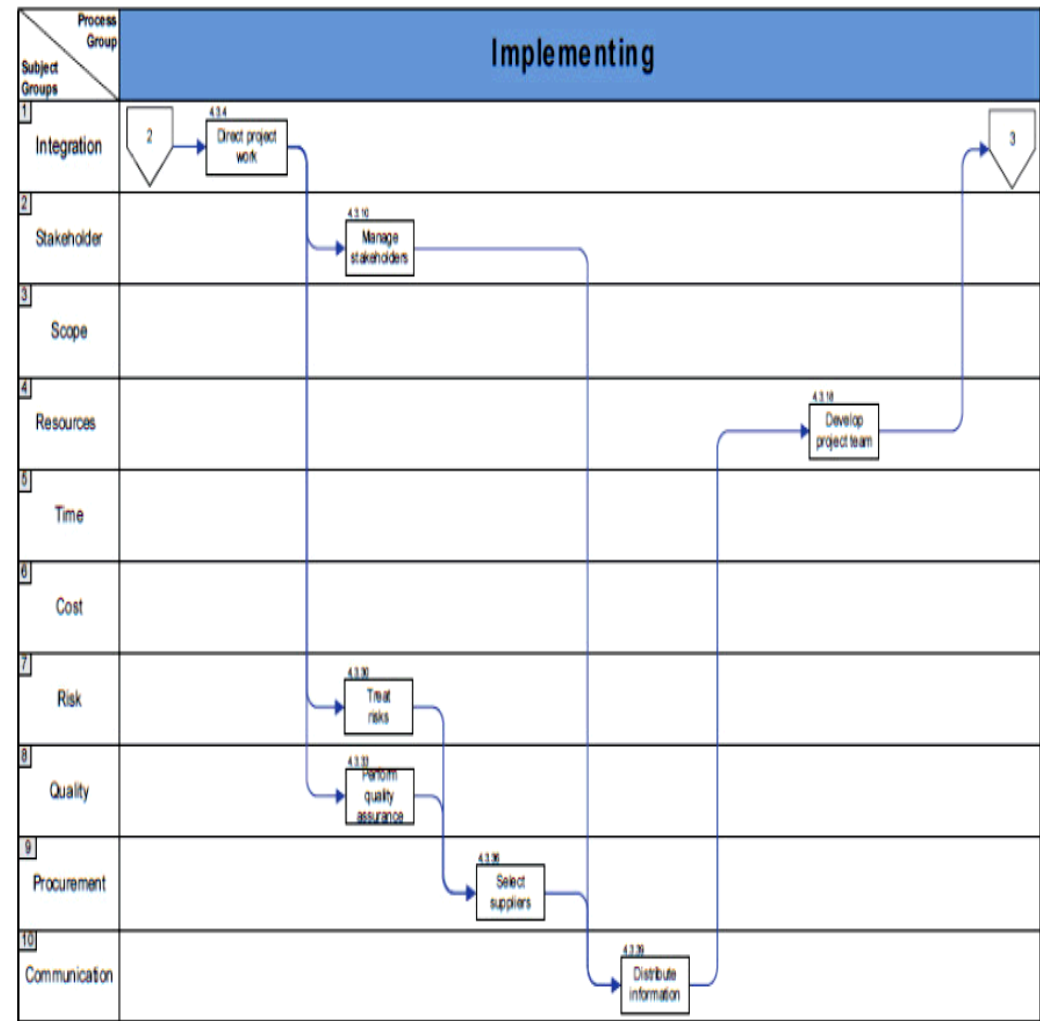 Process
Group
Subject
Groups
Implementing
1
Integration
2
4.3.4
Direct project
work
3
2
Stakeholder
4.3.10
Manage
stakeholders
3
Scope
4
Resources
4.3.18
Develop
project team
5
Time
6
Cost
7
Risk
4.3.30
Treat
risks
8
Quality
4.3.33
Perform
quality
assurance
9
Procurement
4.3.36
Select
suppliers
10
Communication
4.3.39
Distribute
information